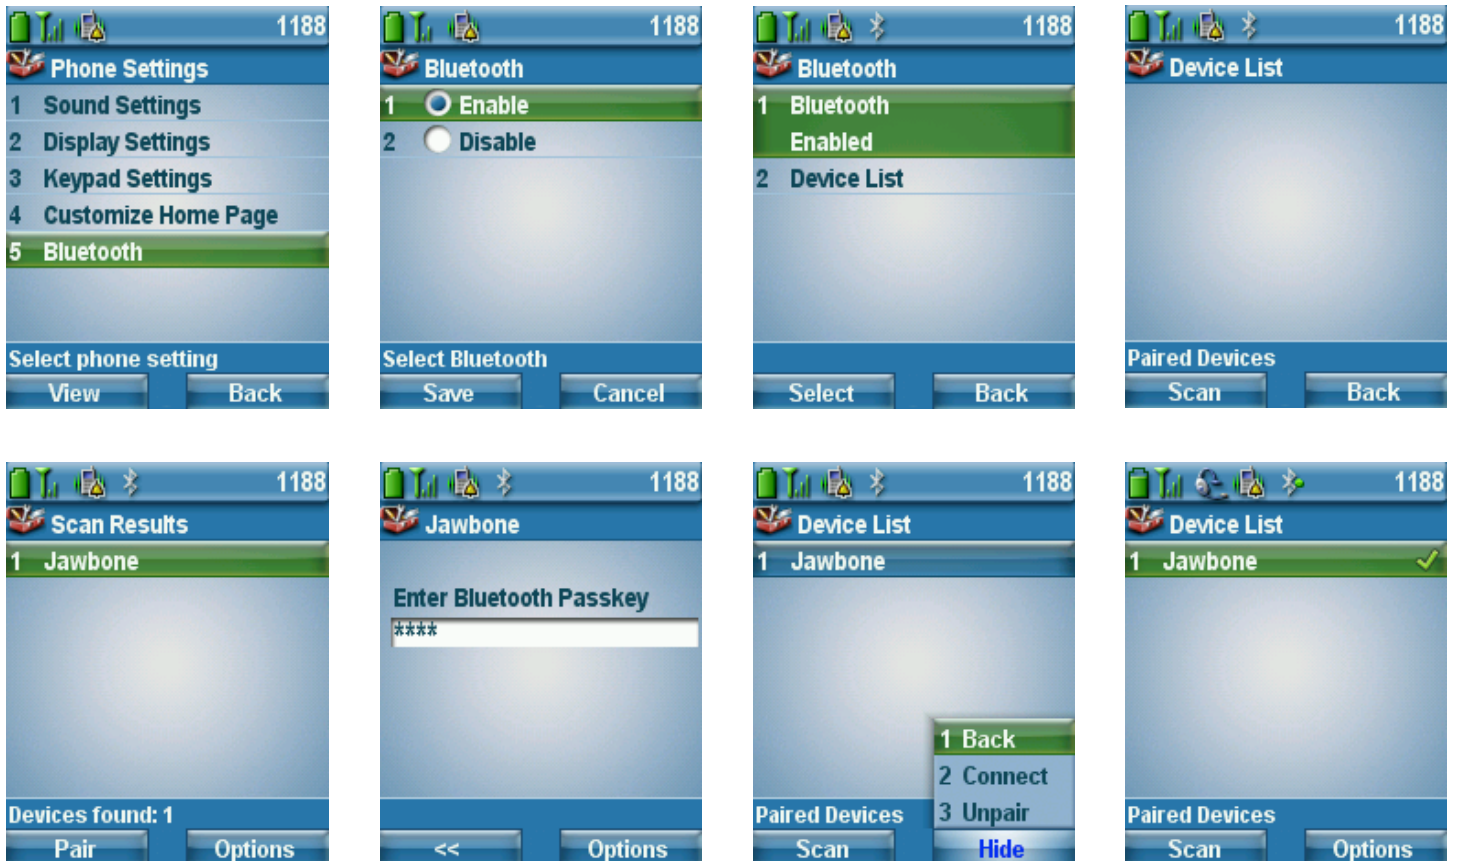 1188
Phone Settings
1 Sound Settings
2 Display Settings
3 Keypad Settings
4 Customize Home Page
5 Bluetooth
Select phone setting
View Back
1188
Bluetooth
1 Enable
2 Disable
Select Bluetooth
Save Cancel
1188
Bluetooth
1 Bluetooth
Enabled
2 Device List
Select Back
1188
Device List
Paired Devices
Scan Back
1188
Scan Results
1 Jawbone
Devices found: 1
Pair Options
1188
Jawbone
Enter Bluetooth Passkey
****
<< Options
1188
Device List
1 Jawbone
1 Back
2 Connect
Paired Devices 3 Unpair
Scan Hide
1188
Device List
1 Jawbone
Paired Devices
Scan Options